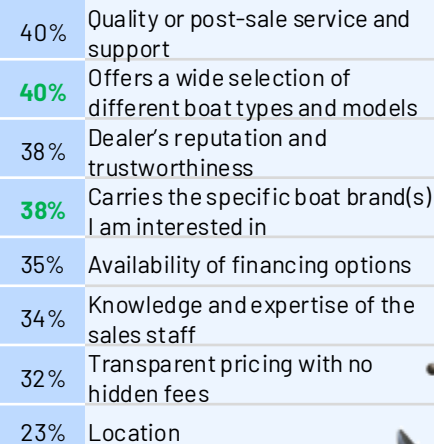 40% Quality or post-sale service and
support
40% Offers a wide selection of
different boat types and models
38% Dealer's reputation and
trustworthiness
38% Carries the specific boat brand(s)
I am interested in
35% Availability of financing options
34% Knowledge and expertise of the
sales staff
32% Transparent pricing with no
hidden fees
23% Location